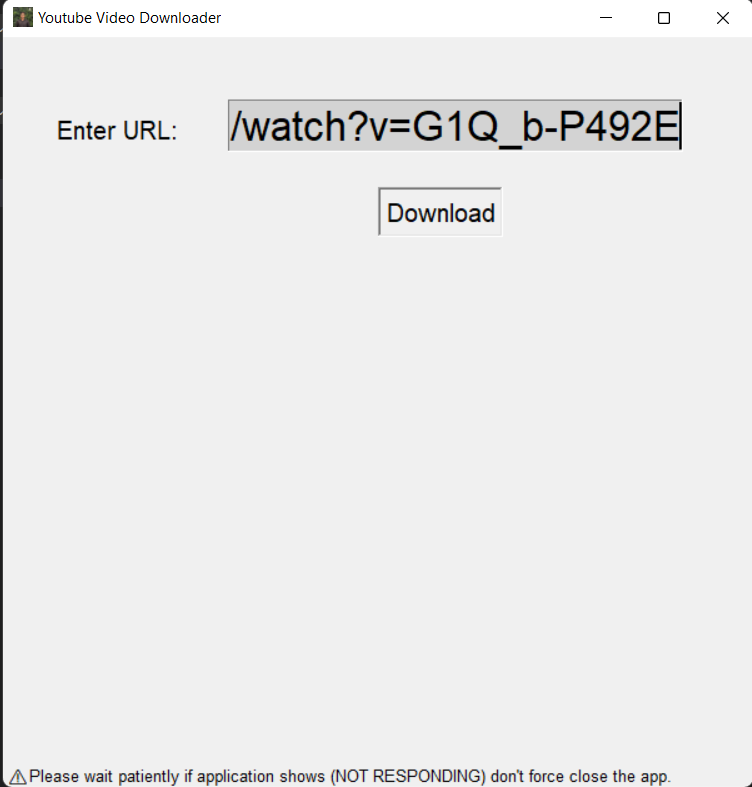 Youtube Video Downloader
Enter URL: /watch?v=G1Q_b-P492E
Download
⚠Please wait patiently if application shows (NOT RESPONDING) don't force close the app.